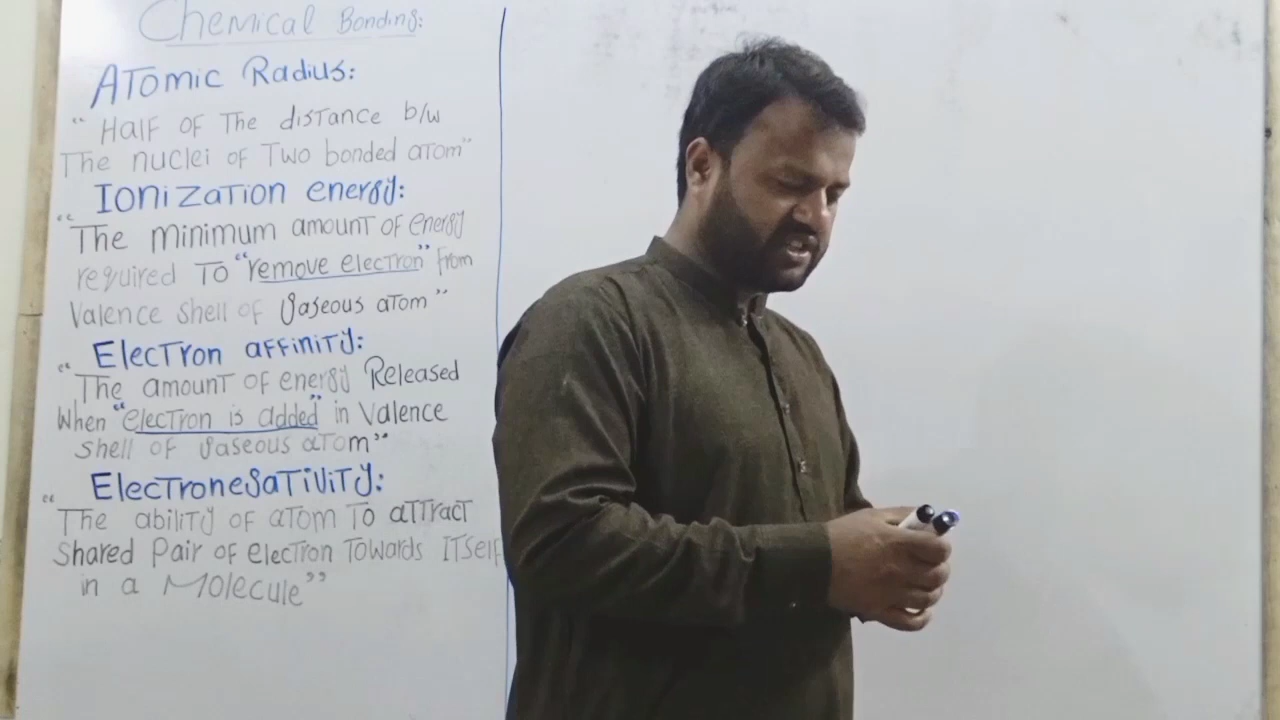 Chemical Bonding:
Atomic Radius:
"Half of the distance b/w
The nuclei of Two bonded atom"
Ionization energy:
"The minimum amount of energy
required To "remove electron" from
Valence shell of gaseous atom"
Electron affinity:
"The amount of energy Released
When "electron is added" in Valence
shell of gaseous atom"
Electronegativity:
"The ability of atom To attract
Shared Pair of electron Towards Itself
in a Molecule"